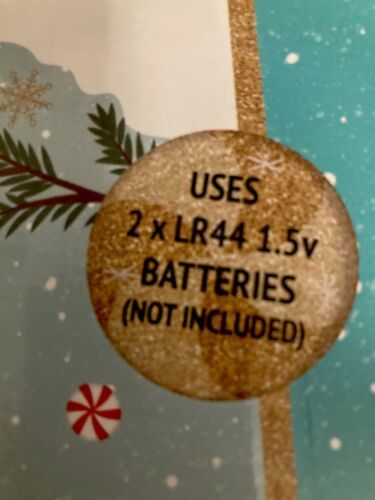 USES
2 x LR44 1.5v
BATTERIES
(NOT INCLUDED)